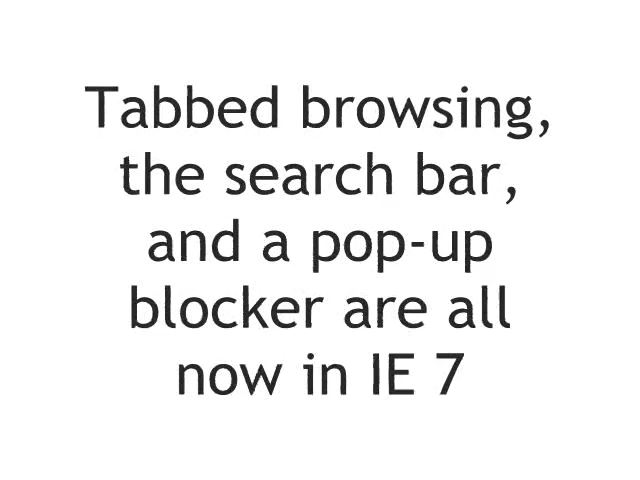 Tabbed browsing,
the search bar,
and a pop-up
blocker are all
now in IE 7